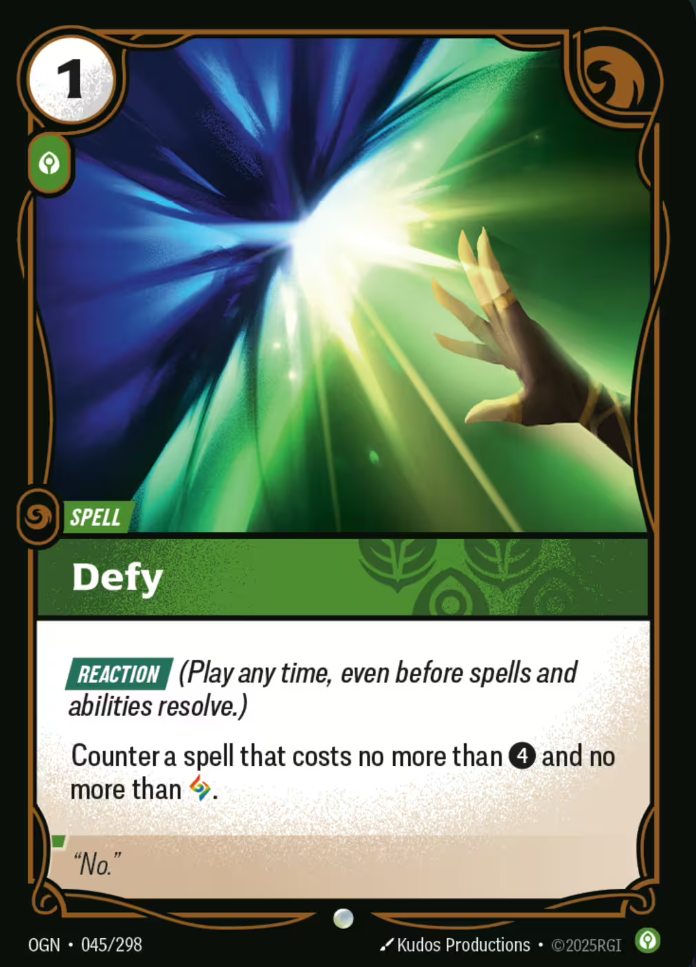 1
SPELL
Defy
REACTION (Play any time, even before spells and
abilities resolve.)
Counter a spell that costs no more than 4 and no
more than .
“No.”
OGN • 045/298
Kudos Productions • ©2025RGI